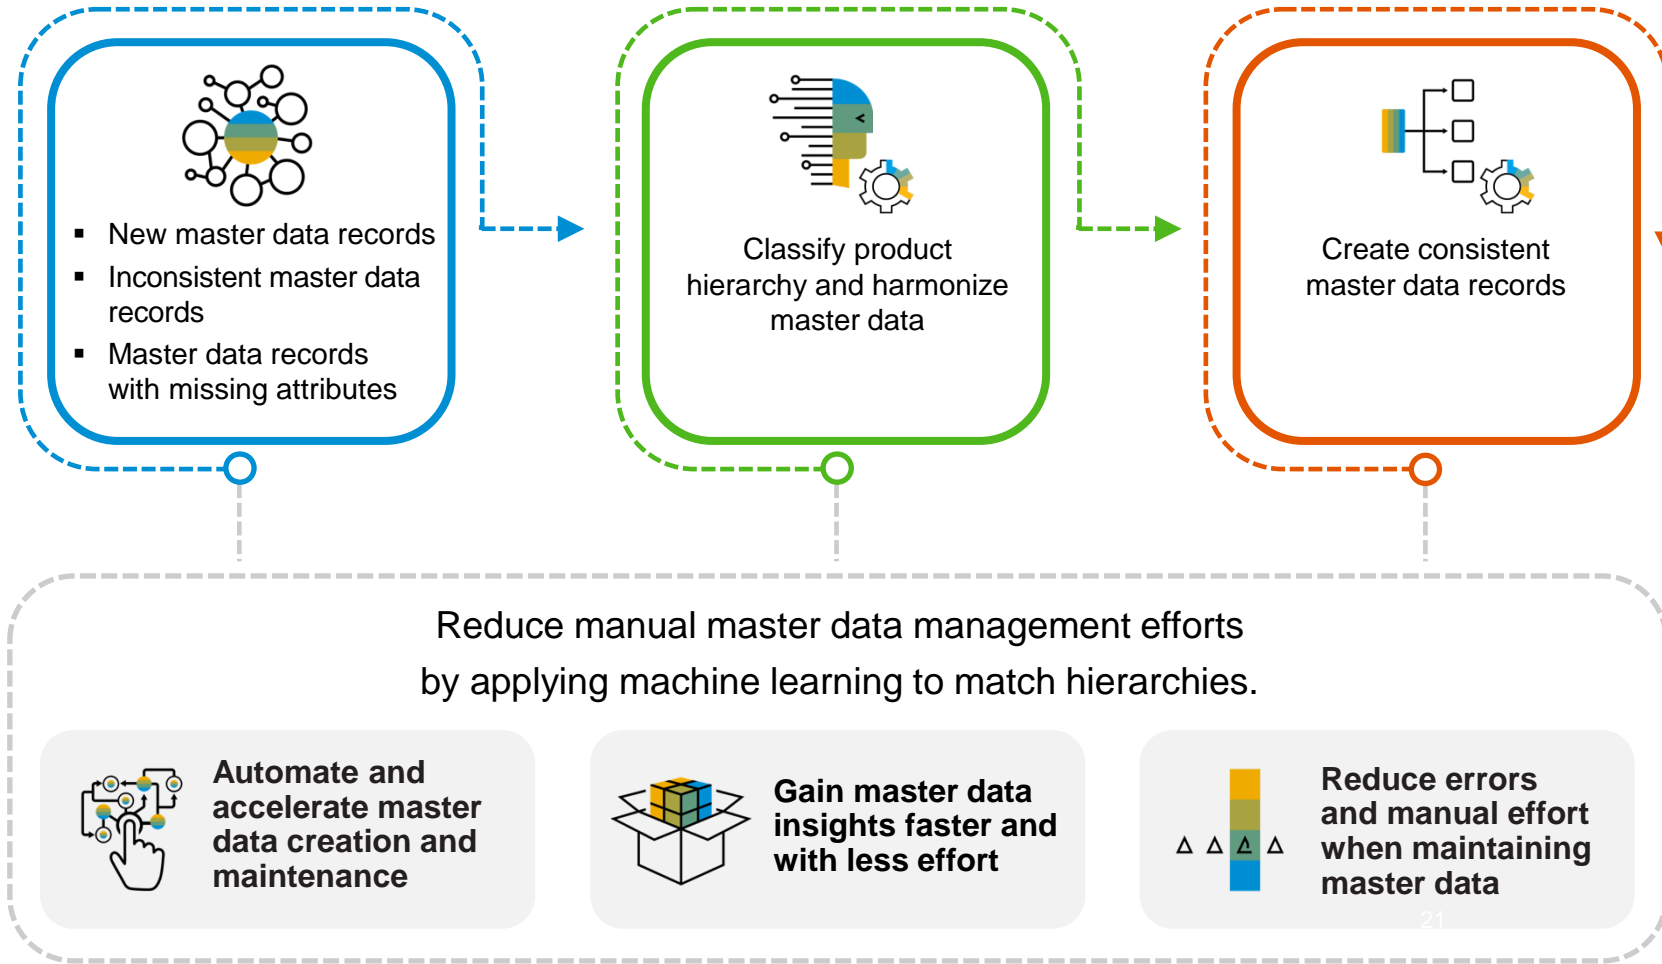 ▪ New master data records
▪ Inconsistent master data
records
▪ Master data records
with missing attributes
Classify product
hierarchy and harmonize
master data
Create consistent
master data records
Reduce manual master data management efforts
by applying machine learning to match hierarchies.
Automate and
accelerate master
data creation and
maintenance
Gain master data
insights faster and
with less effort
Reduce errors
and manual effort
when maintaining
master data
21